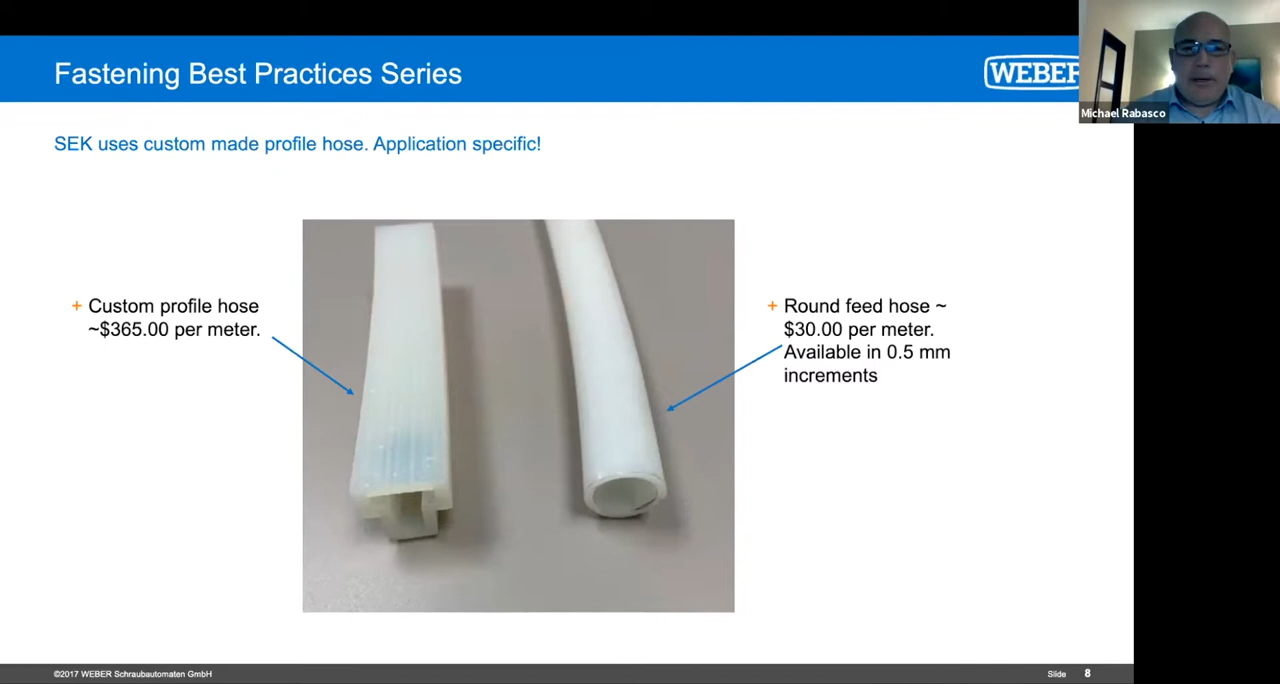 Fastening Best Practices Series
WEBER
Michael Rabasco
SEK uses custom made profile hose. Application specific!
+ Custom profile hose
~$365.00 per meter.
+ Round feed hose ~
$30.00 per meter.
Available in 0.5 mm
increments
©2017 WEBER Schraubautomaten GmbH
Slide 8